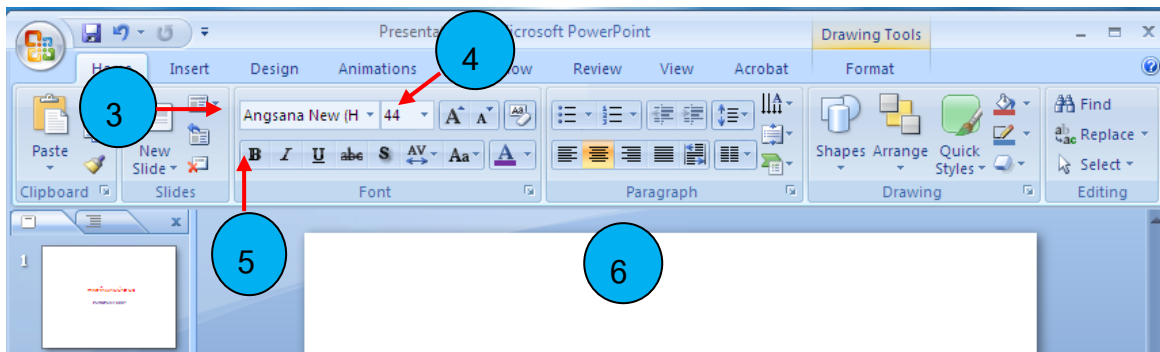 Presenta icrosoft PowerPoint Drawing Tools
Insert Design Animations ow Review View Acrobat Format
4
3
Angsana New (H 44 A A Aa
Find
Replace
Select
Paste New Slide Shapes Arrange Quick Styles
B I U abe S AV Aa A
Clipboard Slides Font Paragraph Drawing Editing
1
5
6